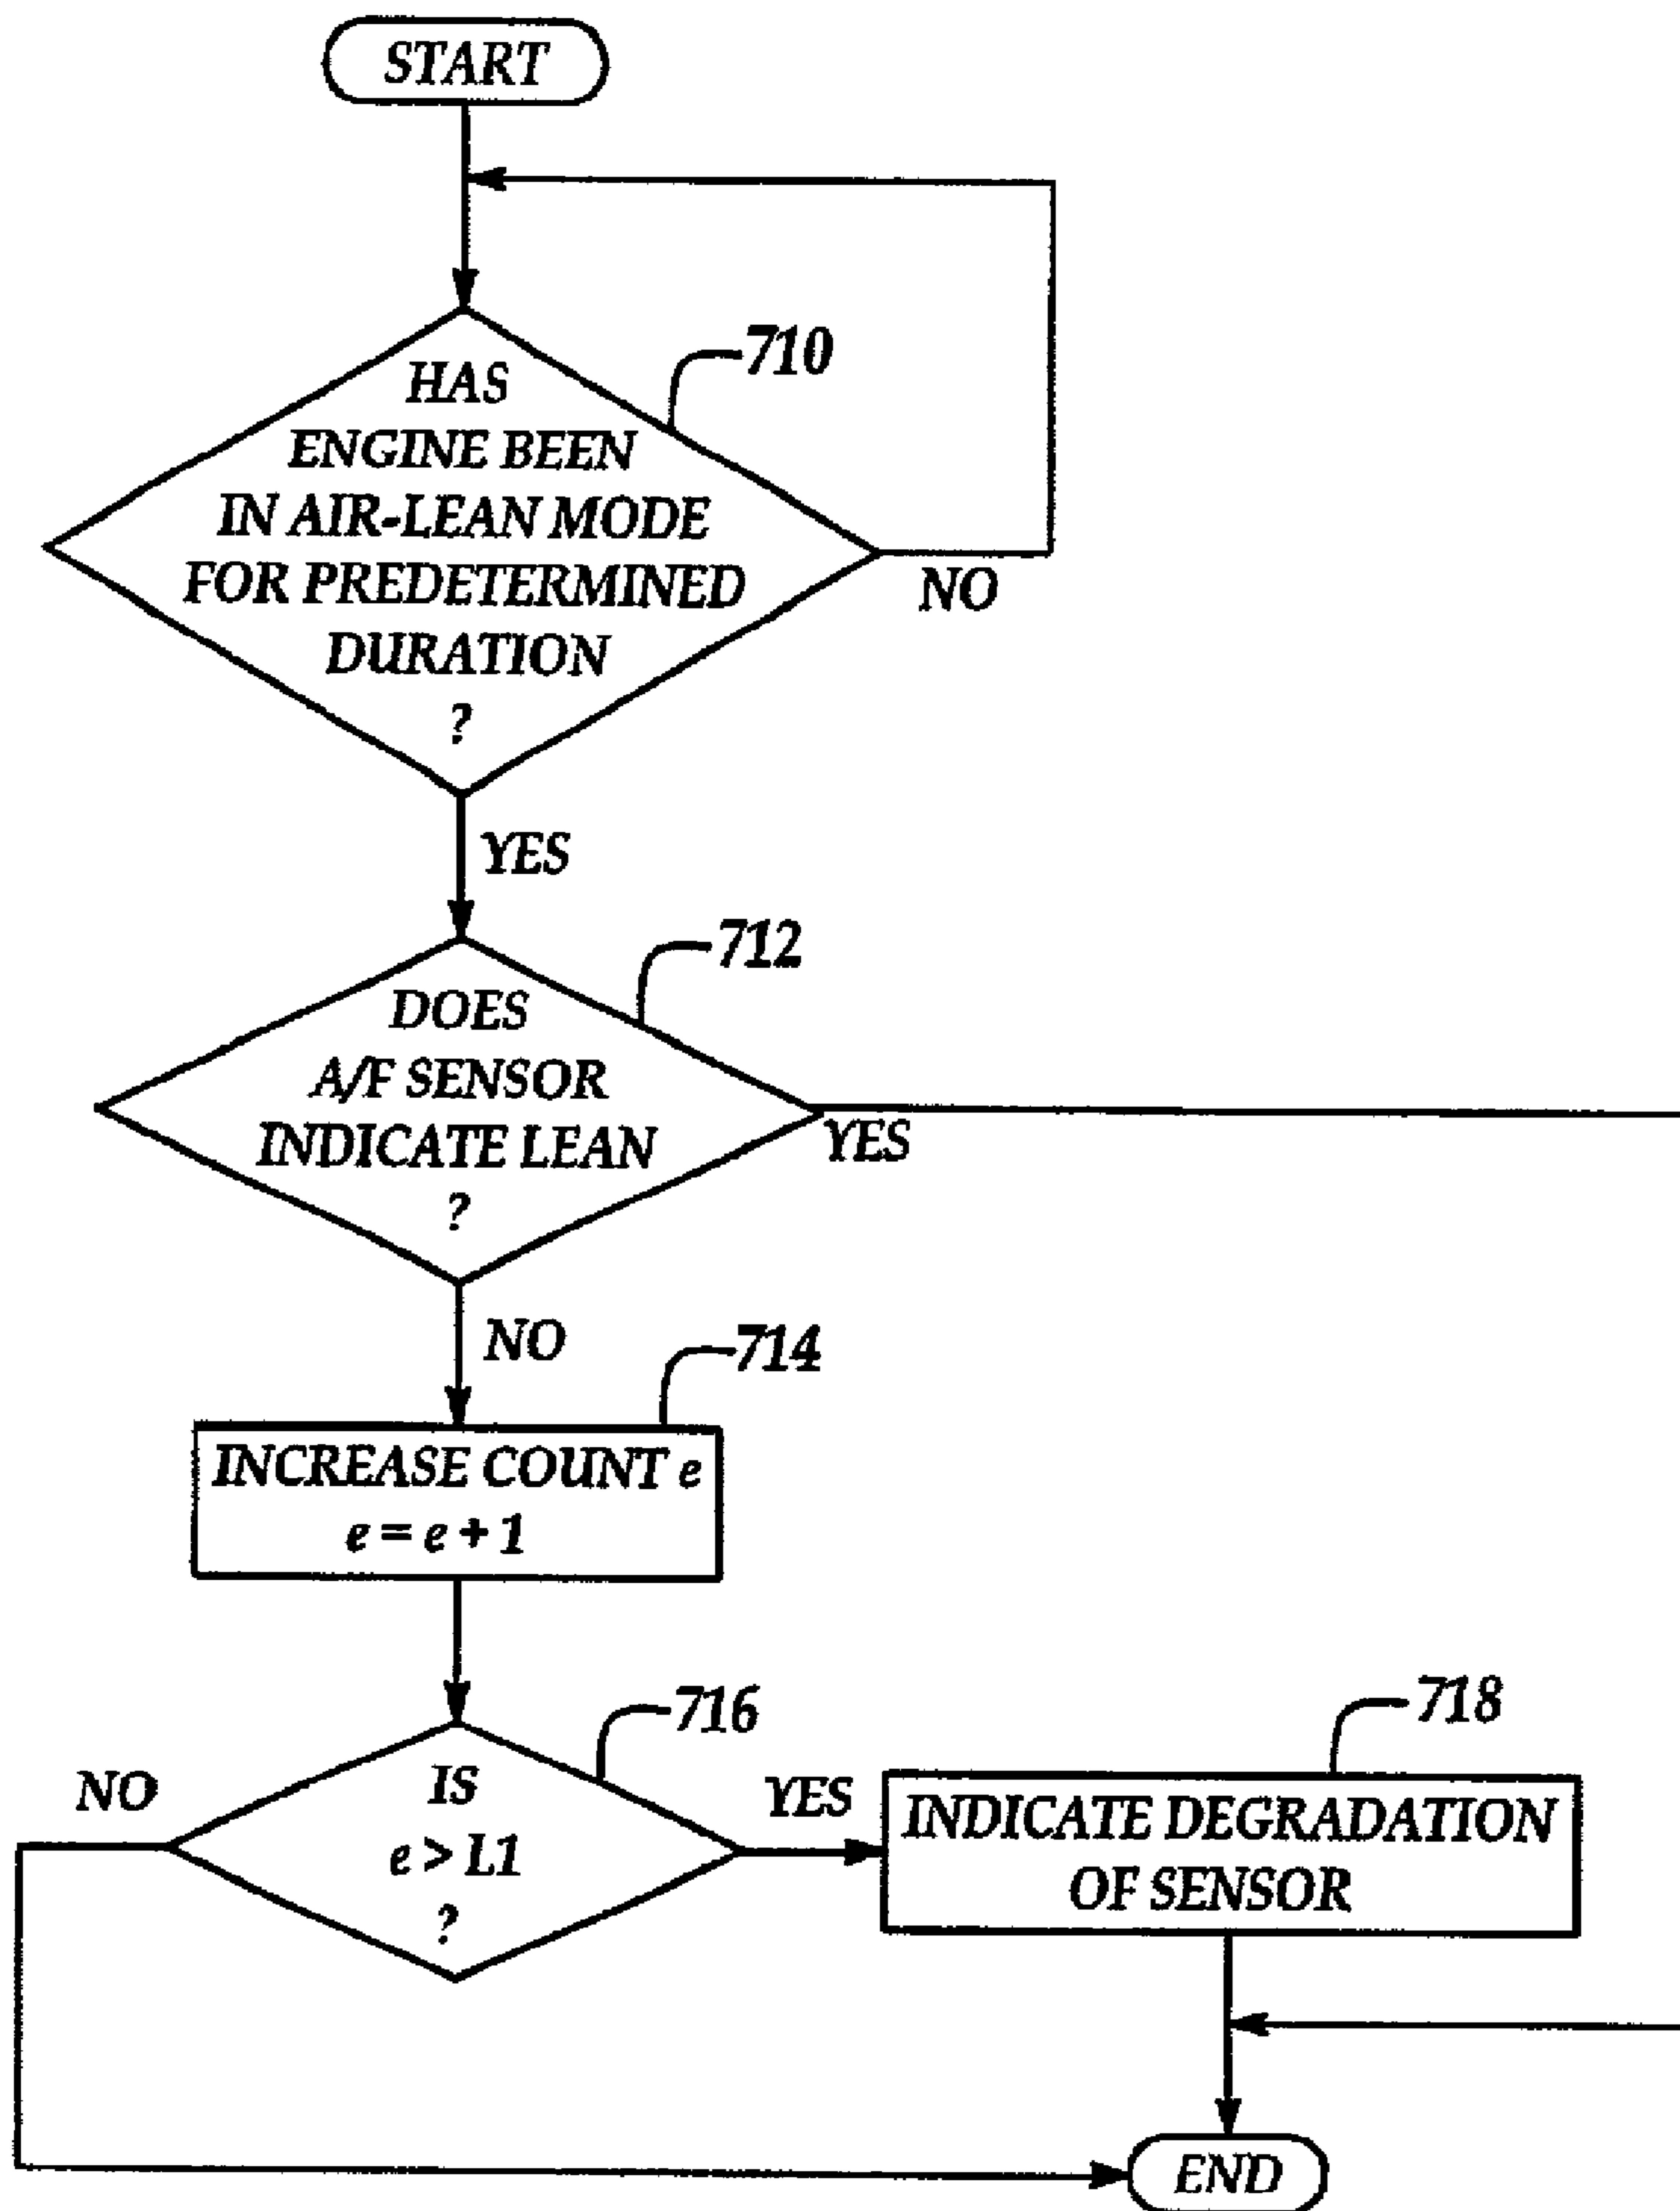 START
710
HAS
ENGINE BEEN
IN AIR-LEAN MODE
FOR PREDETERMINED
DURATION
?
NO
YES
712
DOES
A/F SENSOR
INDICATE LEAN
?
YES
NO
714
INCREASE COUNT e
e = e + 1
716
718
NO
IS
e > L1
?
YES
INDICATE DEGRADATION
OF SENSOR
END